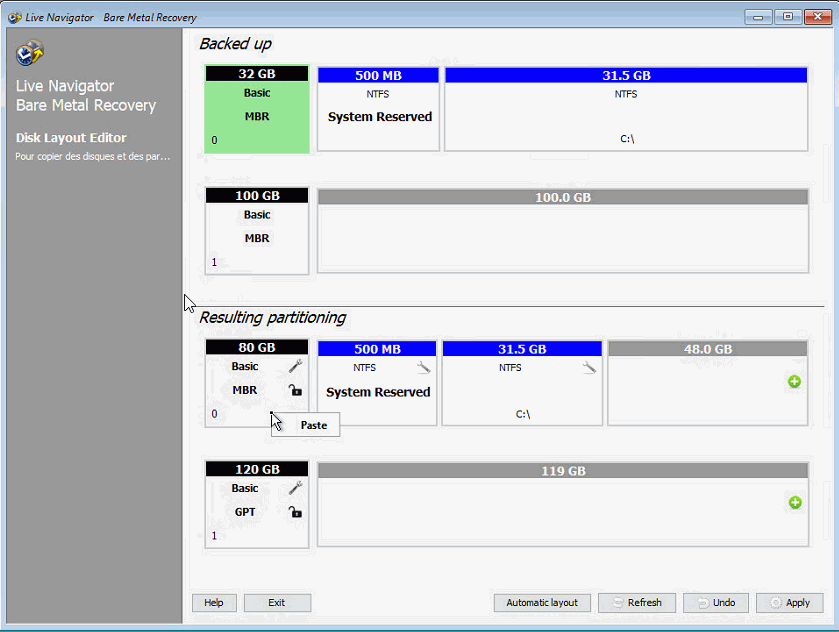 Live Navigator Bare Metal Recovery
Live Navigator
Bare Metal Recovery
Disk Layout Editor
Pour copier des disques et des par...
Backed up
32 GB
Basic
MBR
0
500 MB
NTFS
System Reserved
31.5 GB
NTFS
C:\
100 GB
Basic
MBR
1
100.0 GB
Resulting partitioning
80 GB
Basic
MBR
0
Paste
500 MB
NTFS
System Reserved
31.5 GB
NTFS
C:\
48.0 GB
120 GB
Basic
GPT
1
119 GB
Help
Exit
Automatic layout
Refresh
Undo
Apply